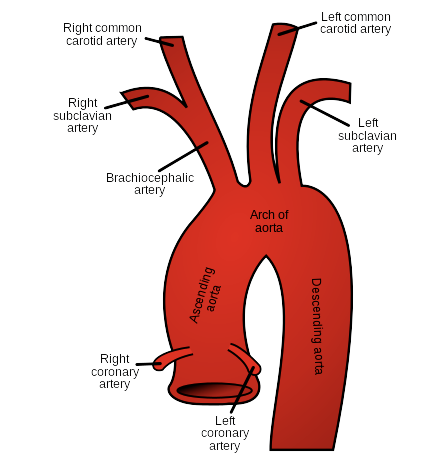 Right common
carotid artery
Left common
carotid artery
Right
subclavian
artery
Left
subclavian
artery
Brachiocephalic
artery
Arch of
aorta
Ascending
aorta
Descending aorta
Right
coronary
artery
Left
coronary
artery